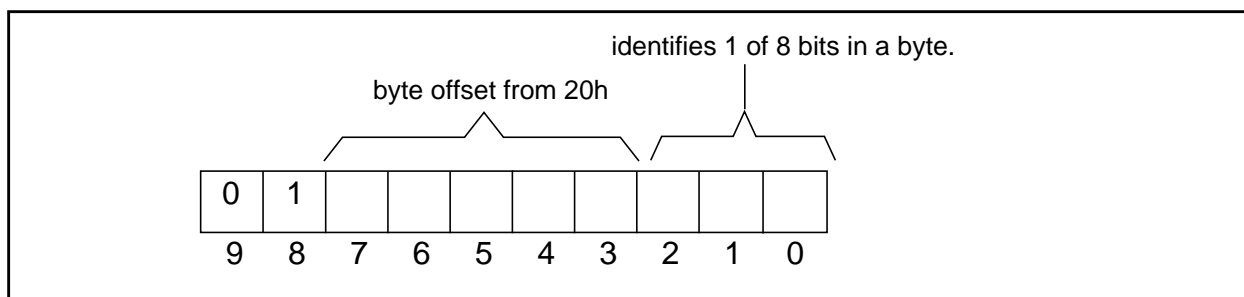 identifies 1 of 8 bits in a byte.
byte offset from 20h
0 1
9 8 7 6 5 4 3 2 1 0